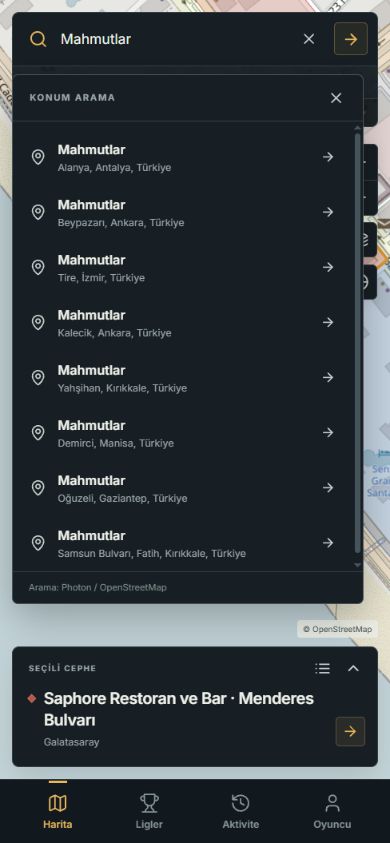 Mahmutlar
KONUM ARAMA
Mahmutlar
Alanya, Antalya, Türkiye
Mahmutlar
Beypazarı, Ankara, Türkiye
Mahmutlar
Tire, İzmir, Türkiye
Mahmutlar
Kalecik, Ankara, Türkiye
Mahmutlar
Yahşihan, Kırıkkale, Türkiye
Mahmutlar
Demirci, Manisa, Türkiye
Mahmutlar
Oğuzeli, Gaziantep, Türkiye
Mahmutlar
Samsun Bulvarı, Fatih, Kırıkkale, Türkiye
Arama: Photon / OpenStreetMap
© OpenStreetMap
SEÇİLİ CEPHE
Saphore Restoran ve Bar · Menderes
Bulvarı
Galatasaray
Harita
Ligler
Aktivite
Oyuncu